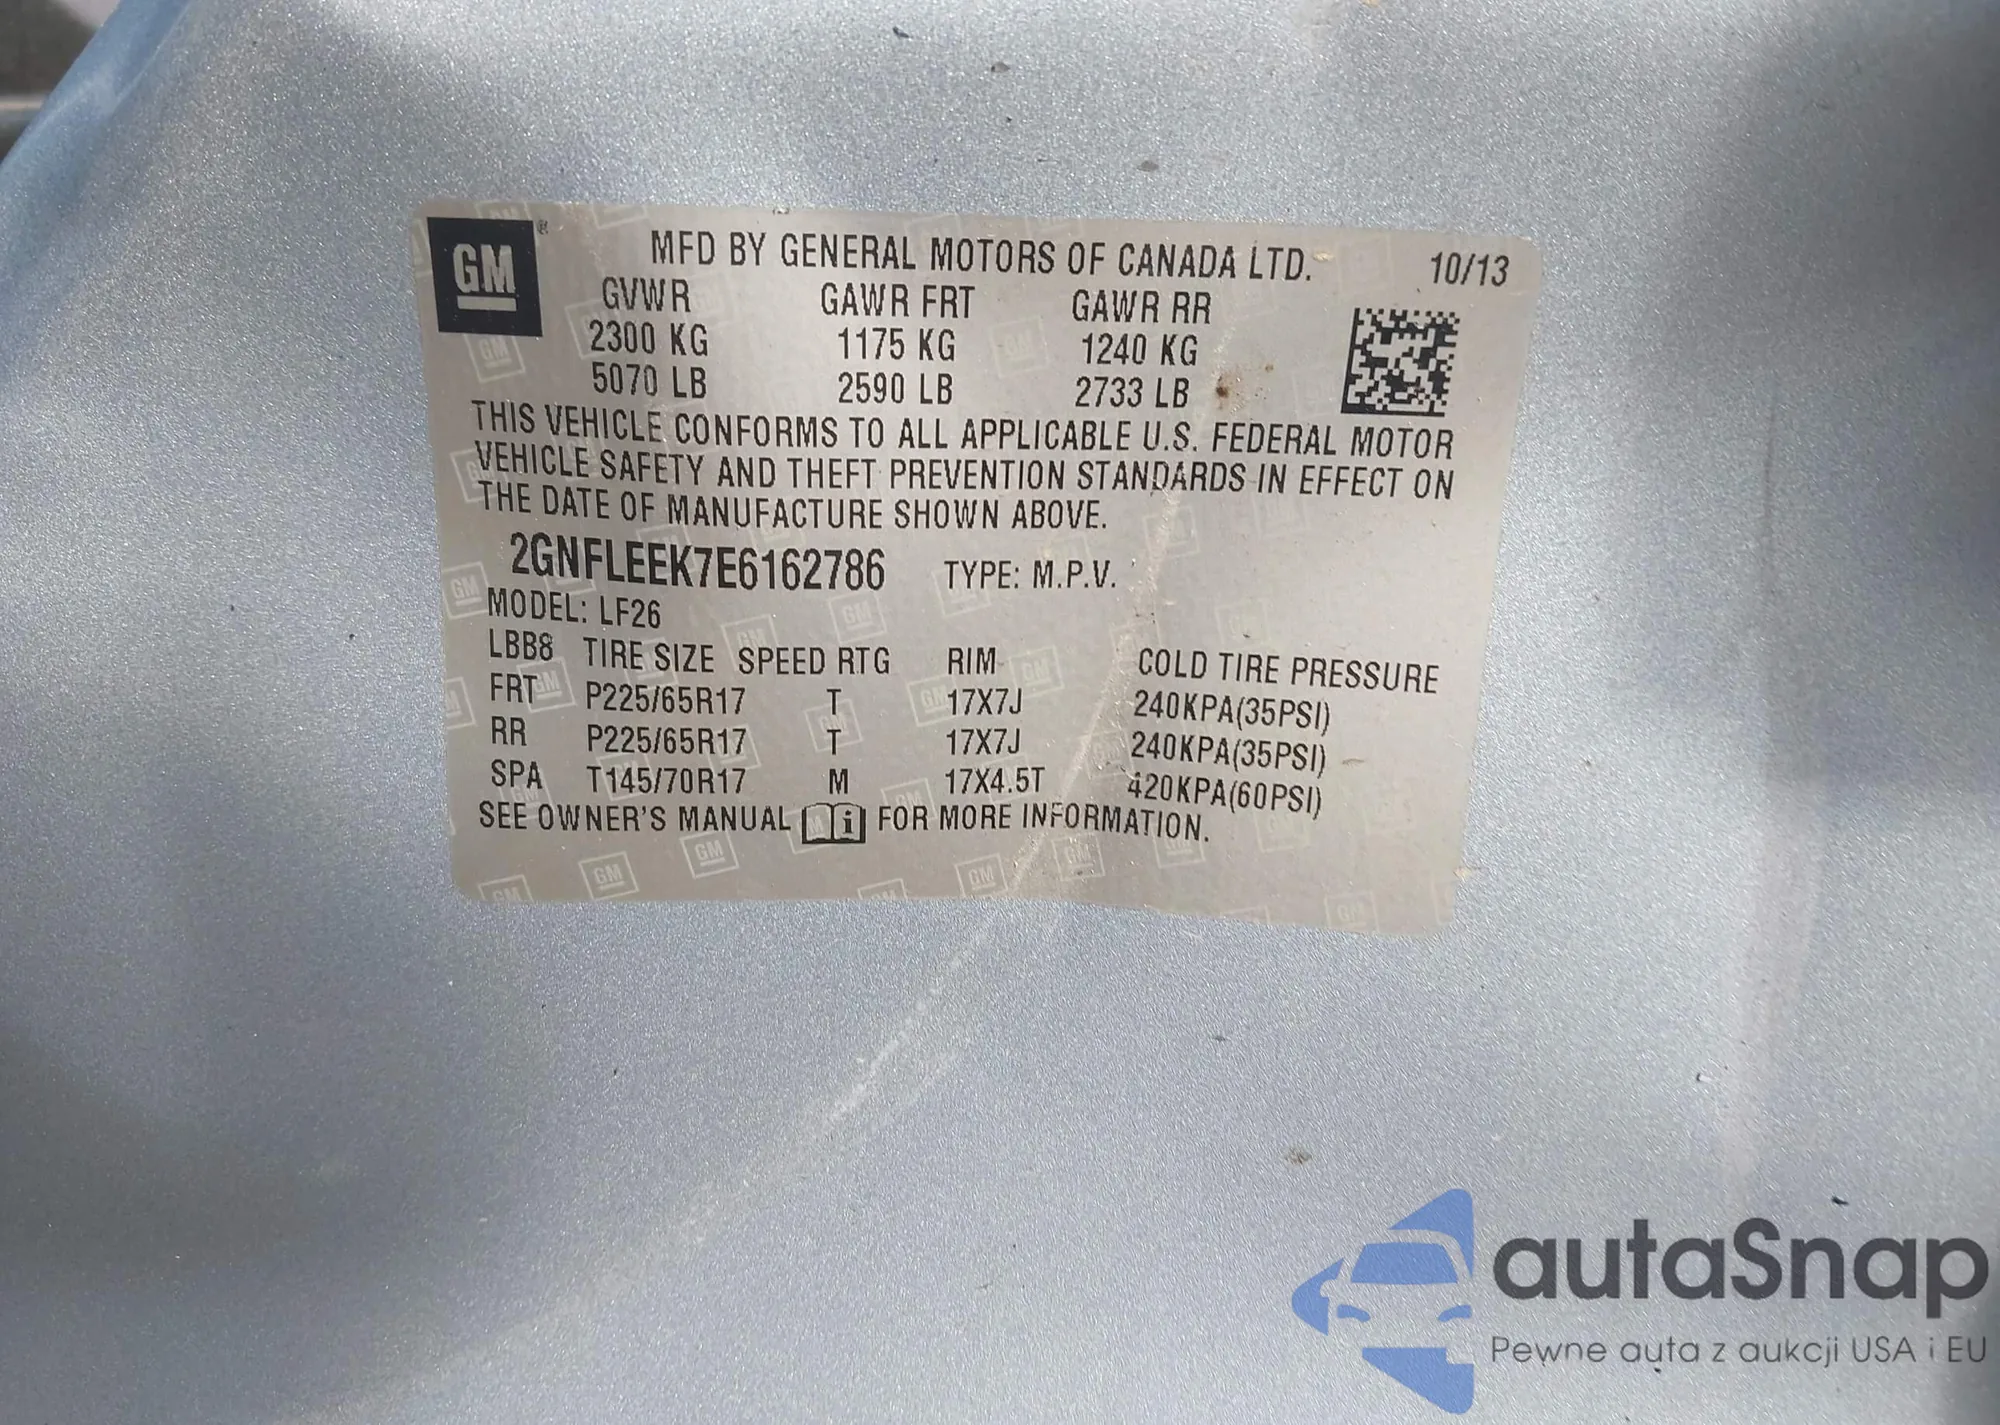 GM®
MFD BY GENERAL MOTORS OF CANADA LTD. 10/13
GVWR GAWR FRT GAWR RR
2300 KG 1175 KG 1240 KG
5070 LB 2590 LB 2733 LB
THIS VEHICLE CONFORMS TO ALL APPLICABLE U.S. FEDERAL MOTOR
VEHICLE SAFETY AND THEFT PREVENTION STANDARDS IN EFFECT ON
THE DATE OF MANUFACTURE SHOWN ABOVE.
2GNFLEEK7E6162786 TYPE: M.P.V.
MODEL: LF26
LBB8 TIRE SIZE SPEED RTG RIM COLD TIRE PRESSURE
FRT P225/65R17 T 17X7J 240KPA(35PSI)
RR P225/65R17 T 17X7J 240KPA(35PSI)
SPA T145/70R17 M 17X4.5T 420KPA(60PSI)
SEE OWNER'S MANUAL i FOR MORE INFORMATION.
autaSnap
Pewne auta z aukcji USA i EU